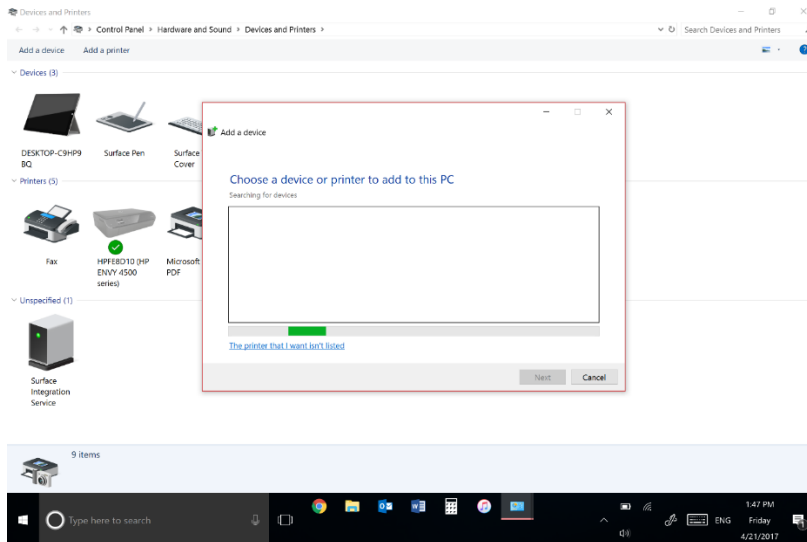 Devices and Printers
Control Panel > Hardware and Sound > Devices and Printers >
Search Devices and Printers
Add a device Add a printer
Devices (3)
DESKTOP-C9HP9
BQ
Surface Pen
Surface
Cover
Printers (5)
Fax
HPFE8D10 (HP
ENVY 4500
series)
Microsoft
PDF
Unspecified (1)
Surface
Integration
Service
Add a device
Choose a device or printer to add to this PC
Searching for devices
The printer that I want isn't listed
Next Cancel
9 items
Type here to search
ENG
1:47 PM
Friday
4/21/2017